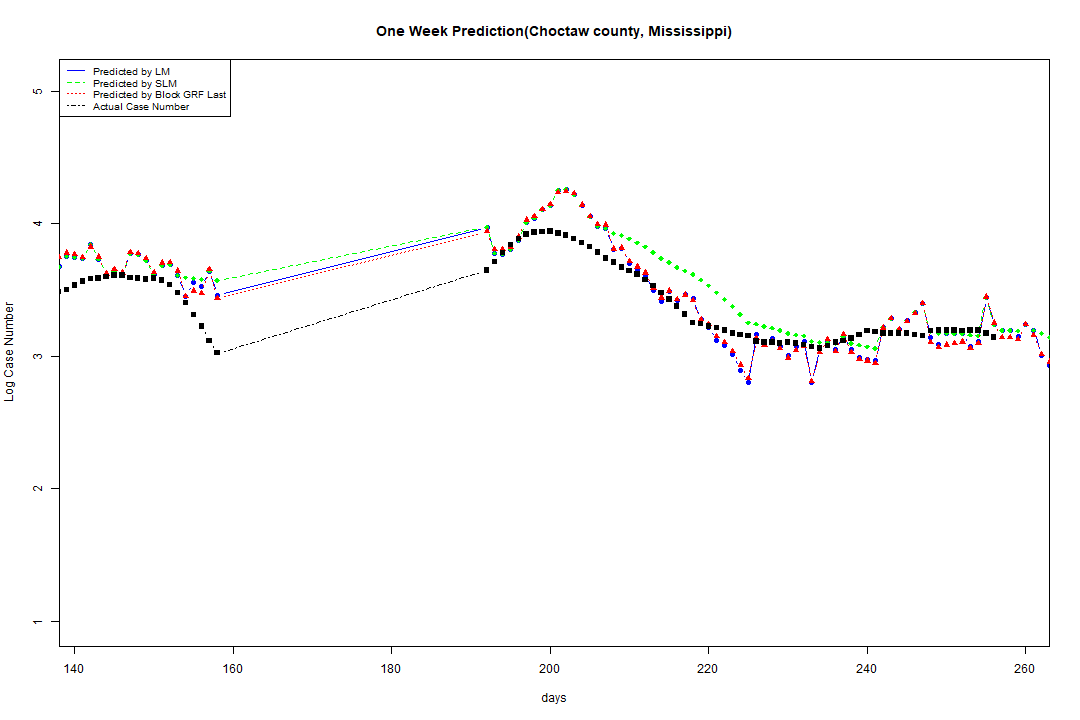 One Week Prediction(Choctaw county, Mississippi)
Predicted by LM
Predicted by SLM
Predicted by Block GRF Last
Actual Case Number
5
4
3
2
1
Log Case Number
140 160 180 200 220 240 260
days